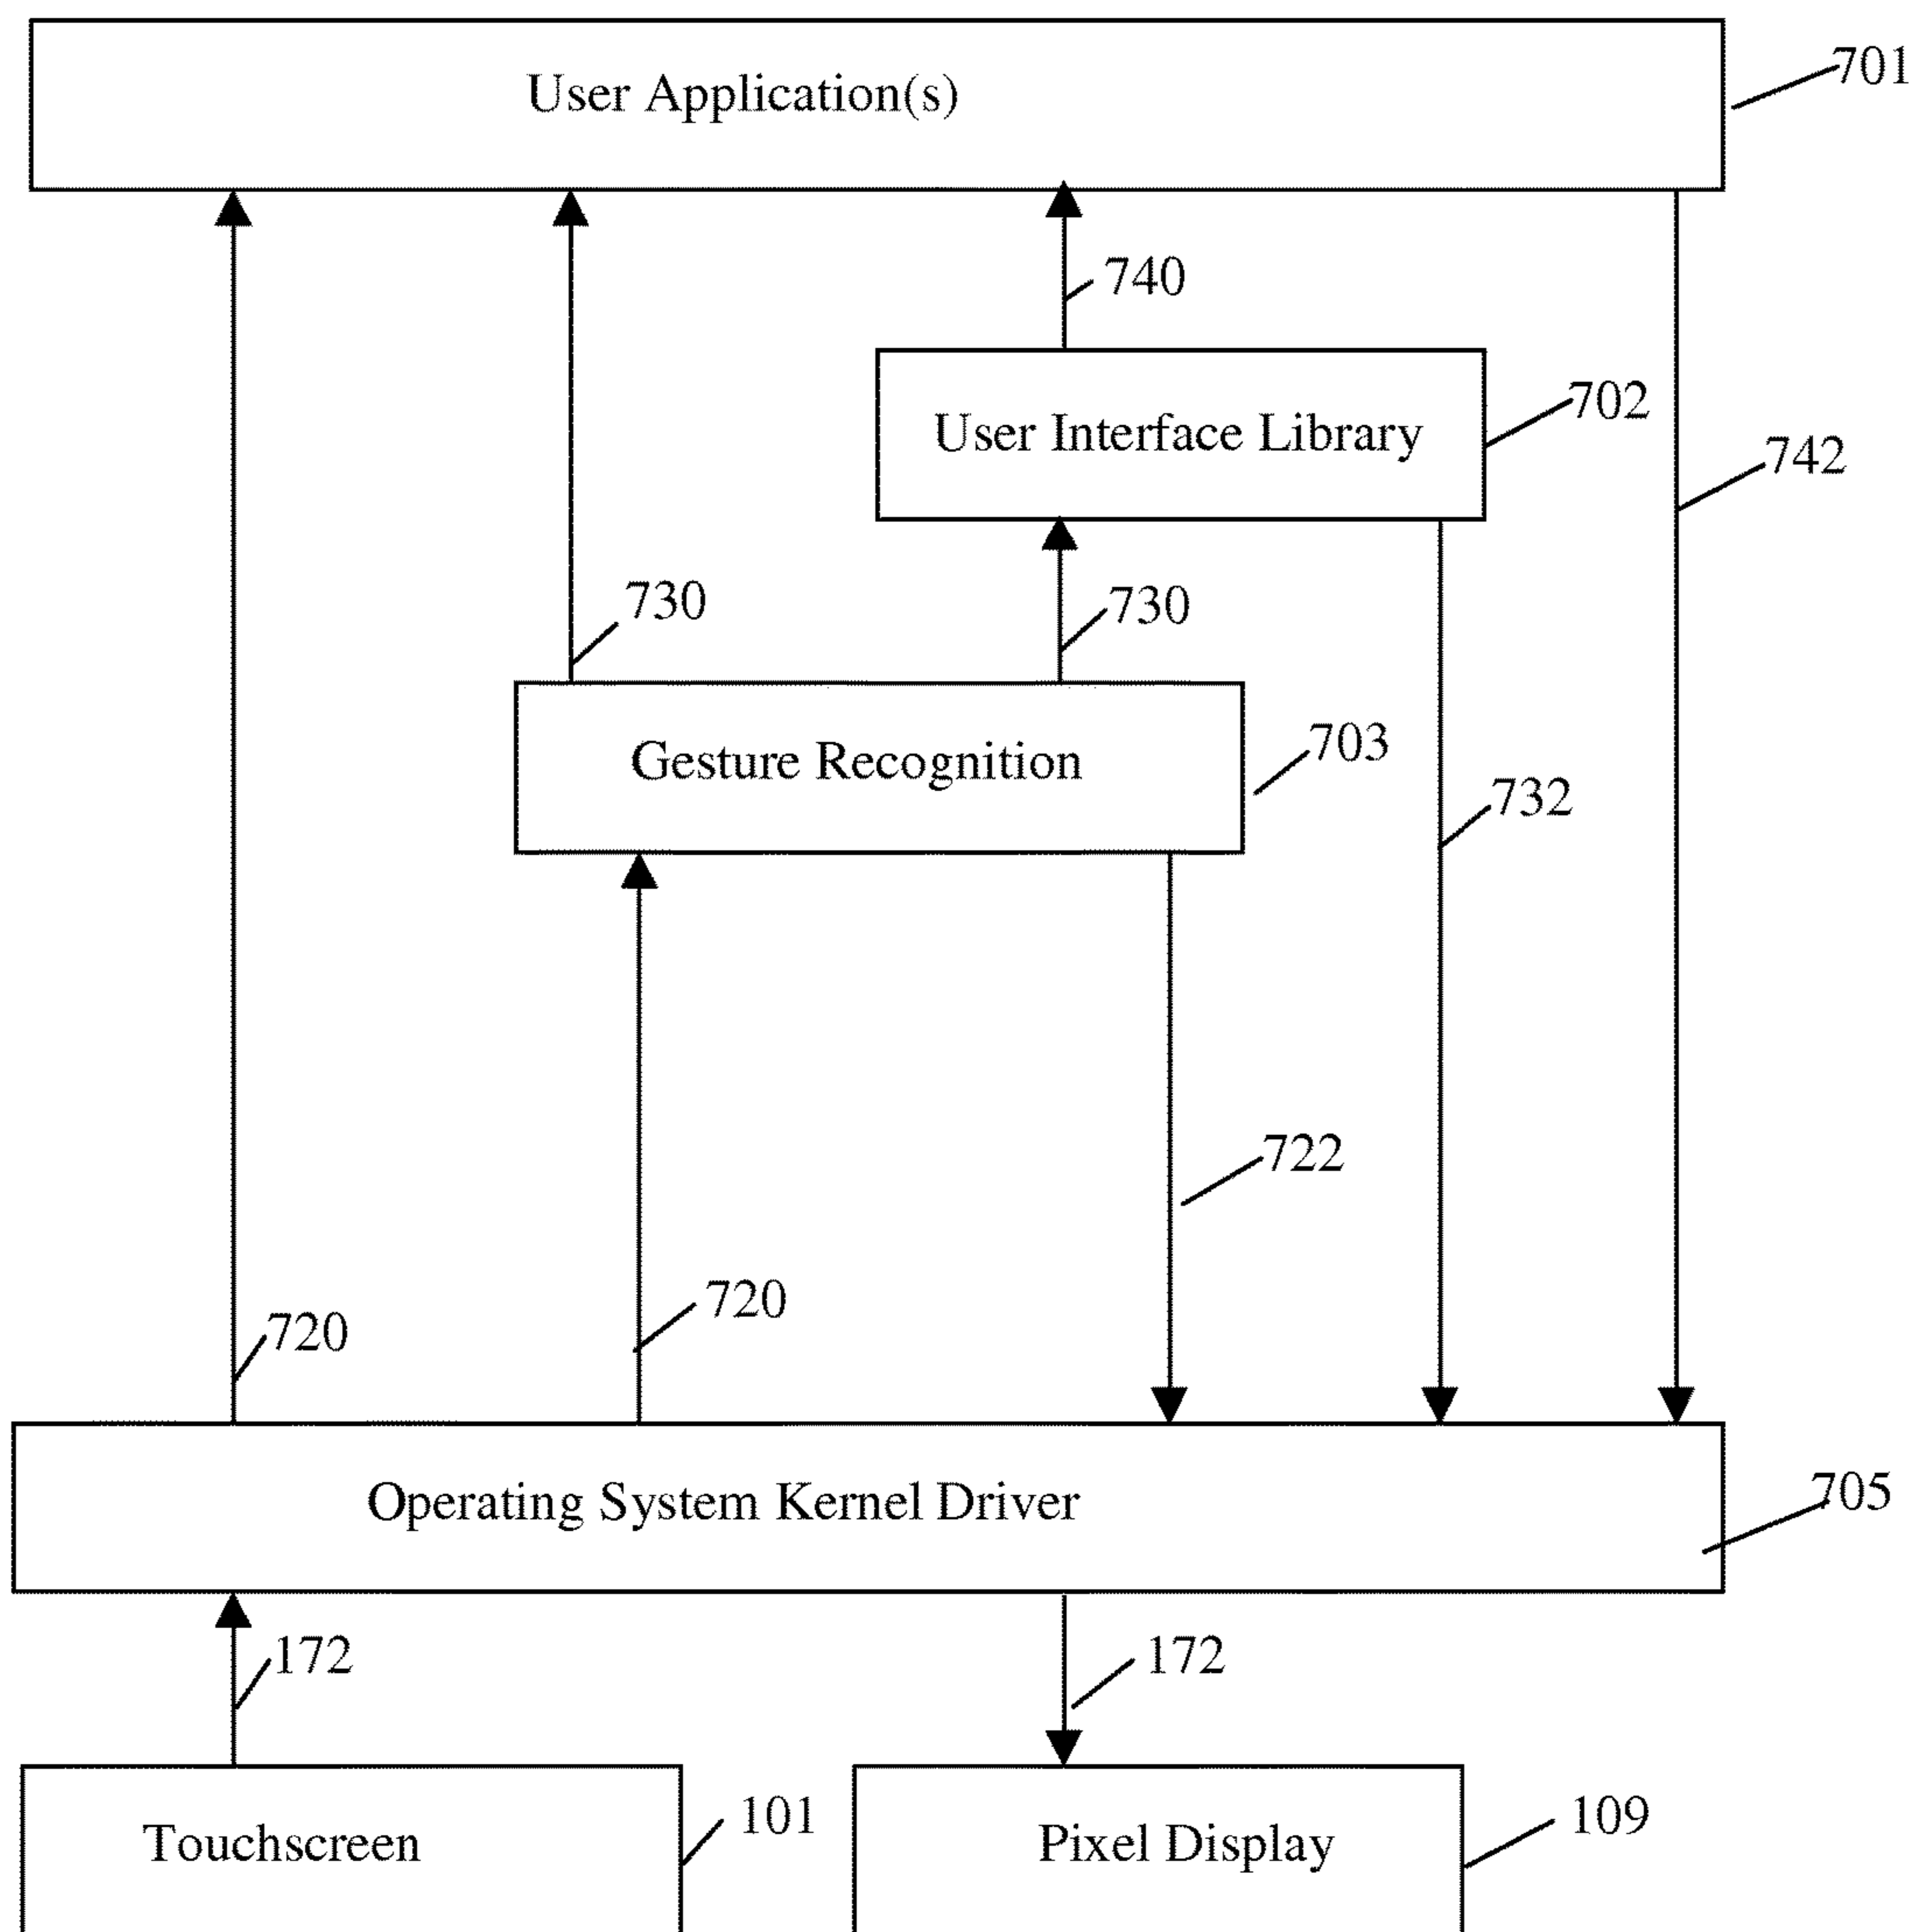 User Application(s)
701
740
User Interface Library
702
742
730
730
Gesture Recognition
703
732
722
720
720
Operating System Kernel Driver
705
172
172
Touchscreen
101
Pixel Display
109